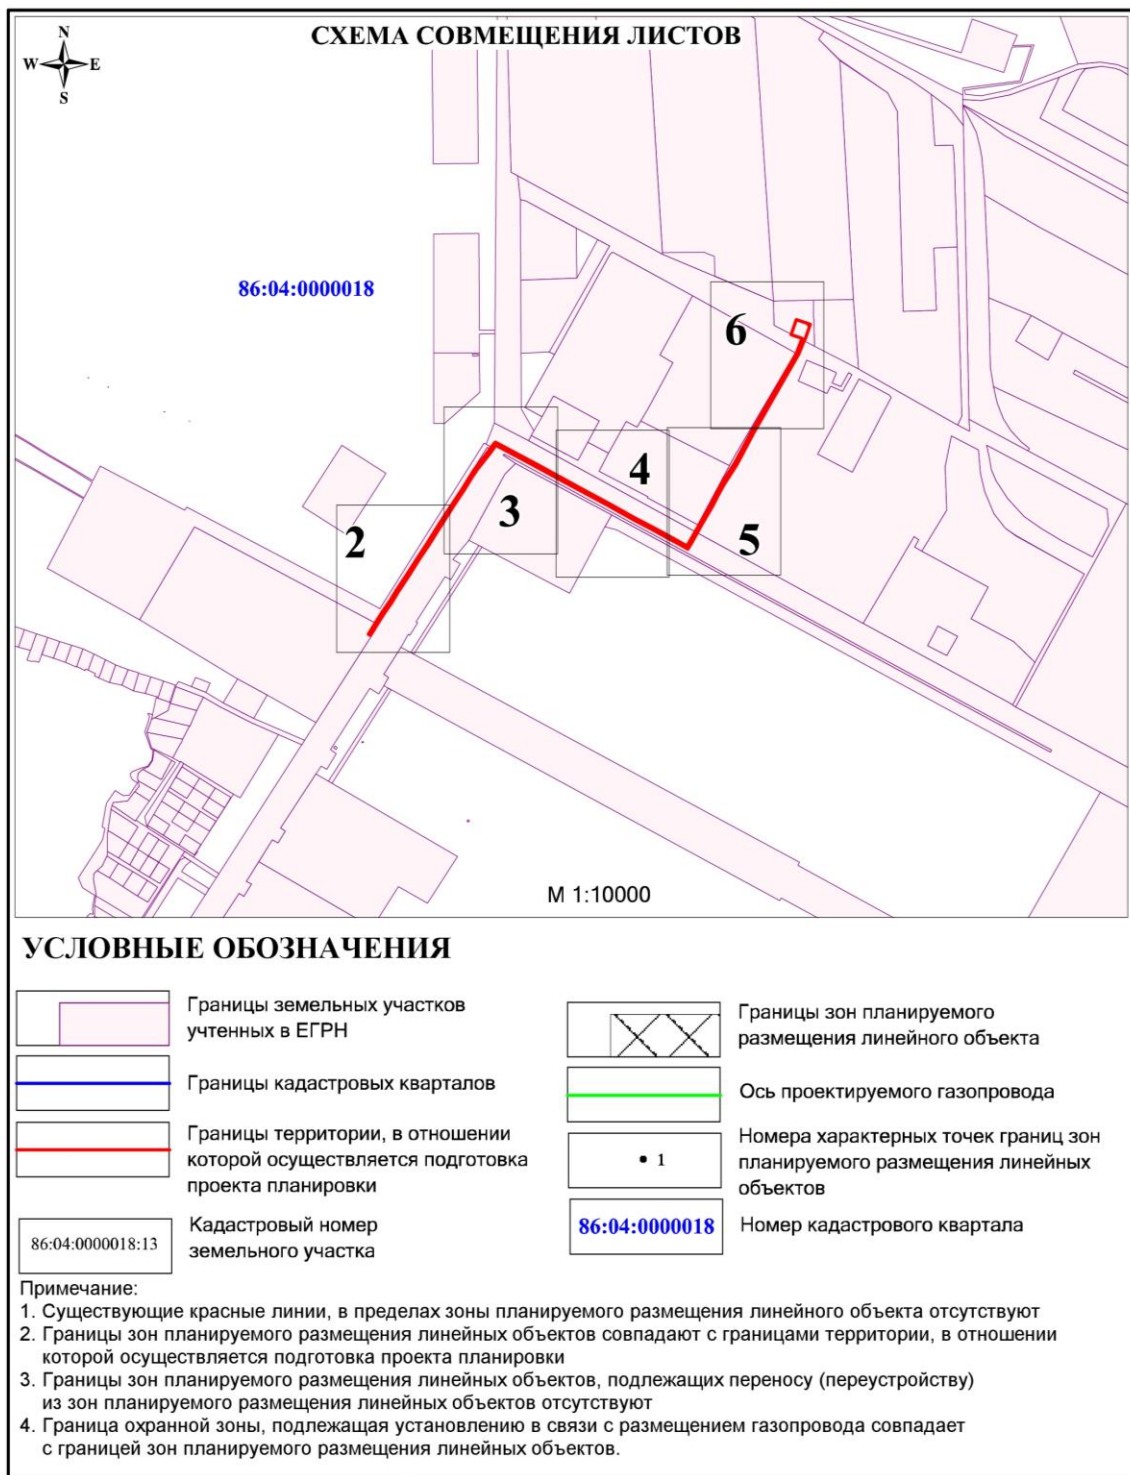 СХЕМА СОВМЕЩЕНИЯ ЛИСТОВ
N
W E
S
86:04:0000018
6
4
3
5
2
М 1:10000
УСЛОВНЫЕ ОБОЗНАЧЕНИЯ
Границы земельных участков
учтенных в ЕГРН
Границы кадастровых кварталов
Границы территории, в отношении
которой осуществляется подготовка
проекта планировки
86:04:0000018:13
Кадастровый номер
земельного участка
Границы зон планируемого
размещения линейного объекта
Ось проектируемого газопровода
1
Номера характерных точек границ зон
планируемого размещения линейных
объектов
86:04:0000018
Номер кадастрового квартала
Примечание:
1. Существующие красные линии, в пределах зоны планируемого размещения линейного объекта отсутствуют
2. Границы зон планируемого размещения линейных объектов совпадают с границами территории, в отношении
которой осуществляется подготовка проекта планировки
3. Границы зон планируемого размещения линейных объектов, подлежащих переносу (переустройству)
из зон планируемого размещения линейных объектов отсутствуют
4. Граница охранной зоны, подлежащая установлению в связи с размещением газопровода совпадает
с границей зон планируемого размещения линейных объектов.